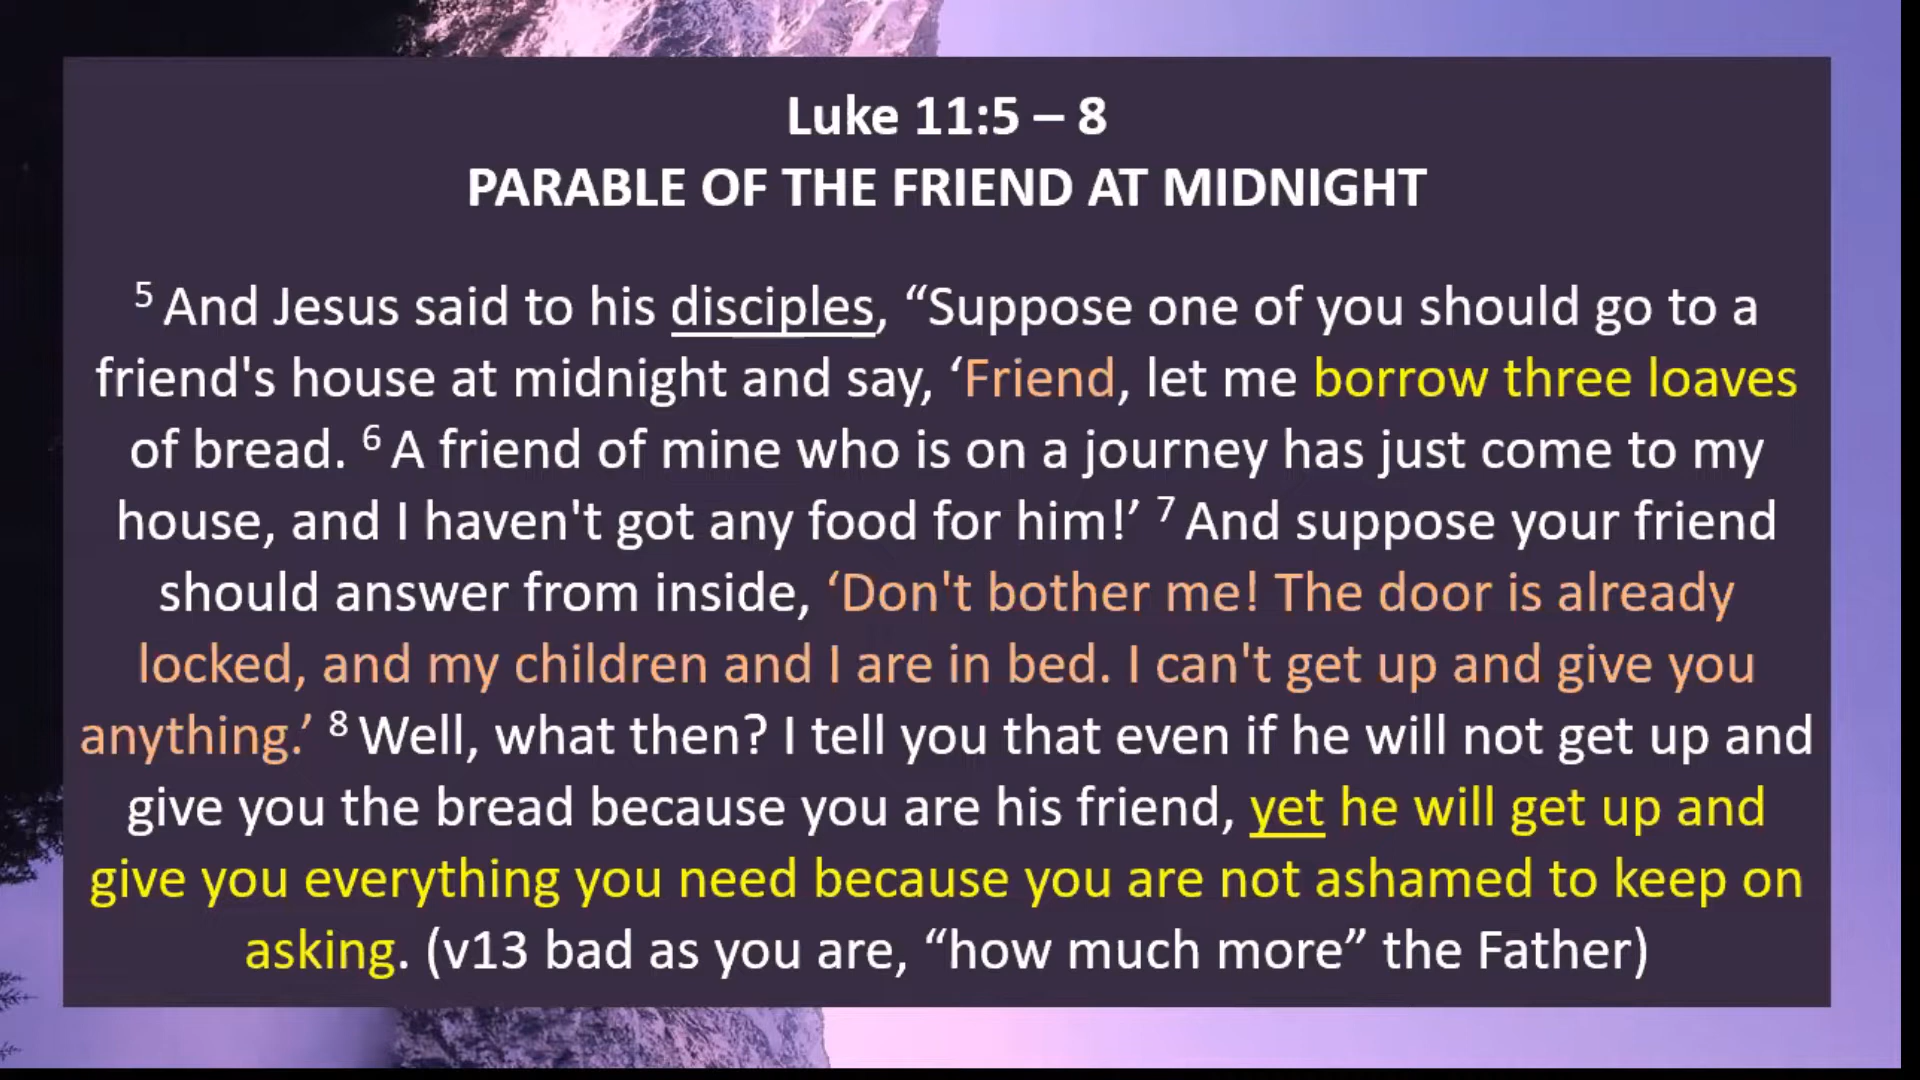 Luke 11:5 – 8
PARABLE OF THE FRIEND AT MIDNIGHT
5 And Jesus said to his disciples, “Suppose one of you should go to a
friend's house at midnight and say, ‘Friend, let me borrow three loaves
of bread. 6 A friend of mine who is on a journey has just come to my
house, and I haven't got any food for him!’ 7 And suppose your friend
should answer from inside, ‘Don't bother me! The door is already
locked, and my children and I are in bed. I can't get up and give you
anything.’ 8 Well, what then? I tell you that even if he will not get up and
give you the bread because you are his friend, yet he will get up and
give you everything you need because you are not ashamed to keep on
asking. (v13 bad as you are, “how much more” the Father)